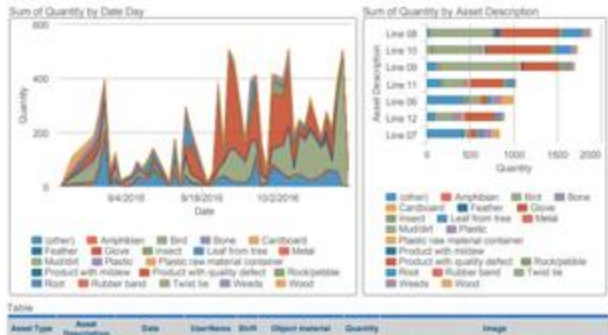 Sum of Quantity by Date Day
800
400
200
0
Quantity
9/4/2016
9/18/2016
10/2/2016
Date
(other) Amphibian Bird Bone Cardboard
Feather Glove Insect Leaf from tree Metal
Mud/dirt Plastic Plastic raw material container
Product with mildew Product with quality defect Rock/pebble
Root Rubber band Twist tie Weeds Wood
Sum of Quantity by Asset Description
Asset Description
Line 08
Line 10
Line 09
Line 11
Line 06
Line 12
Line 07
0 500 1000 1500 2000
Quantity
(other) Amphibian Bird Bone
Cardboard Feather Glove
Insect Leaf from tree Metal
Mud/dirt Plastic
Plastic raw material container
Product with mildew
Product with quality defect Rock/pebble
Root Rubber band Twist tie
Weeds Wood
Table
Asset Type Asset Description Date UserName Shift Object material Quantity Image